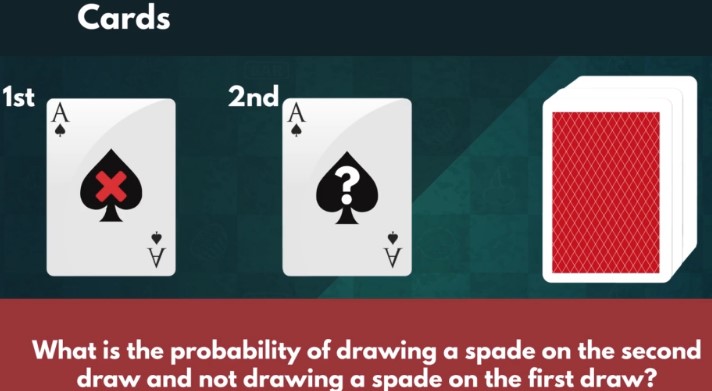 Cards
1st
2nd
A
A
A
A
?
What is the probability of drawing a spade on the second
draw and not drawing a spade on the first draw?